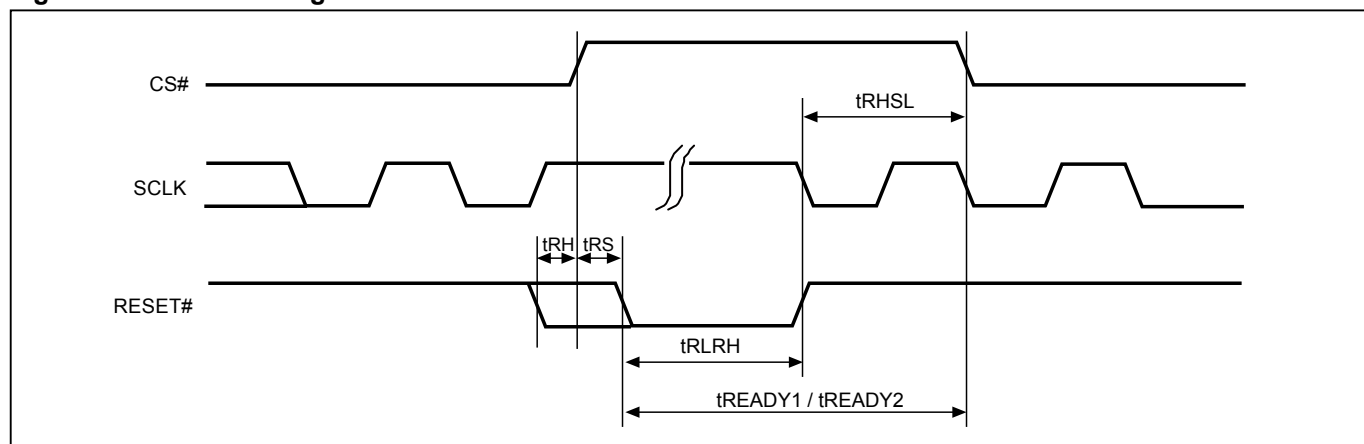 CS#
tRHSL
SCLK
tRH tRS
RESET#
tRLRH
tREADY1 / tREADY2